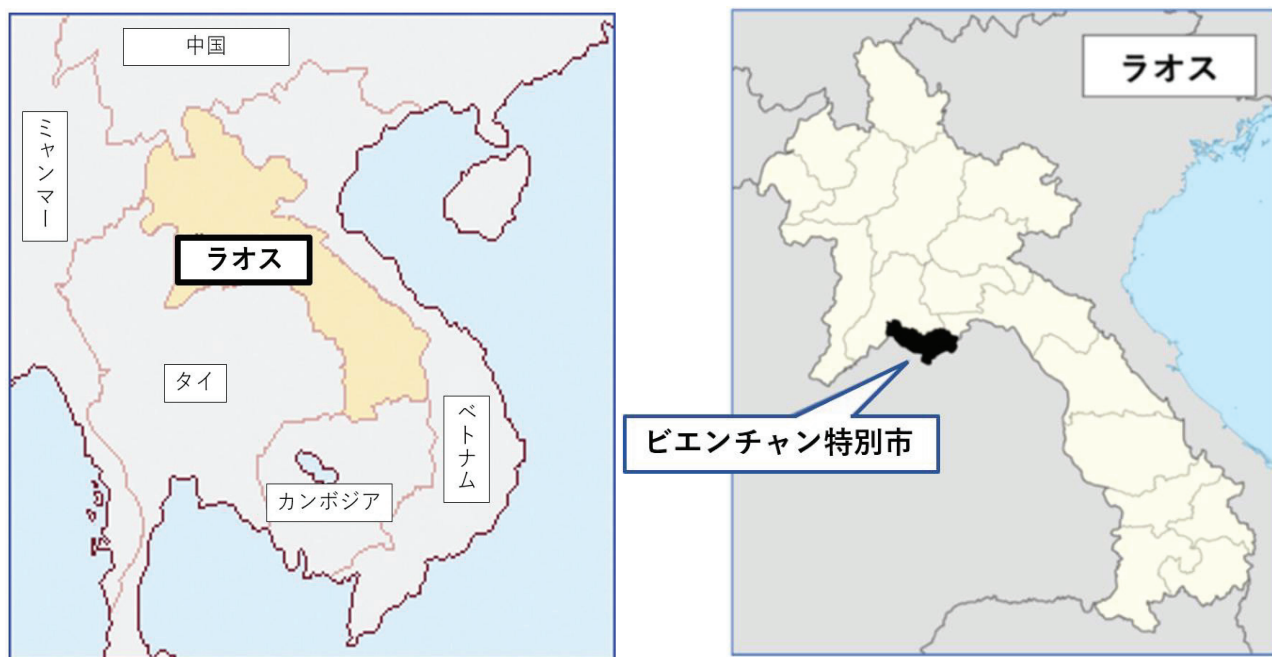 中国
ミャンマー
ラオス
タイ
ベトナム
カンボジア
ラオス
ビエンチャン特別市